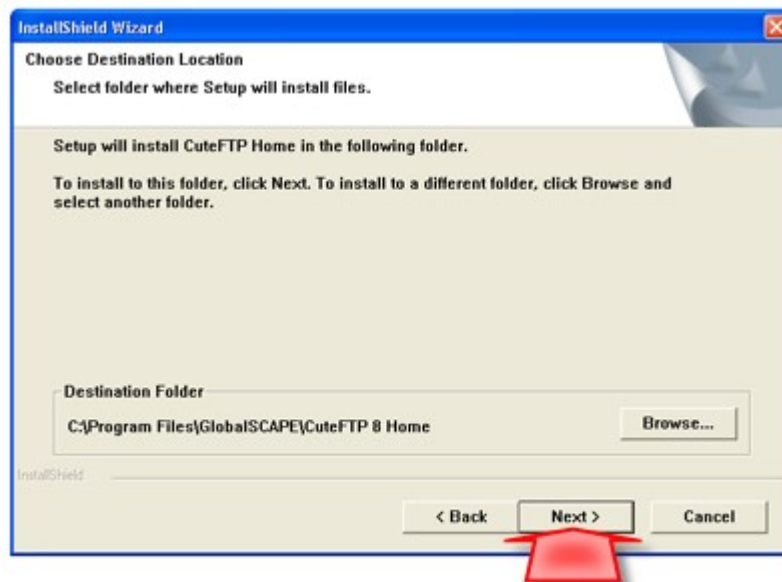 InstallShield Wizard
Choose Destination Location
Select folder where Setup will install files.
Setup will install CuteFTP Home in the following folder.
To install to this folder, click Next. To install to a different folder, click Browse and
select another folder.
Destination Folder
C:\Program Files\GlobalSCAPE\CuteFTP 8 Home
Browse...
InstallShield
< Back
Next >
Cancel